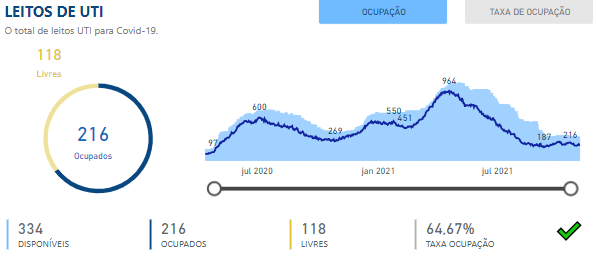 LEITOS DE UTI
O total de leitos UTI para Covid-19.
OCUPAÇÃO
TAXA DE OCUPAÇÃO
118
Livres
216
Ocupados
97
600
269
550
451
964
187
216
jul 2020
jan 2021
jul 2021
334
DISPONÍVEIS
216
OCUPADOS
118
LIVRES
64,67%
TAXA OCUPAÇÃO